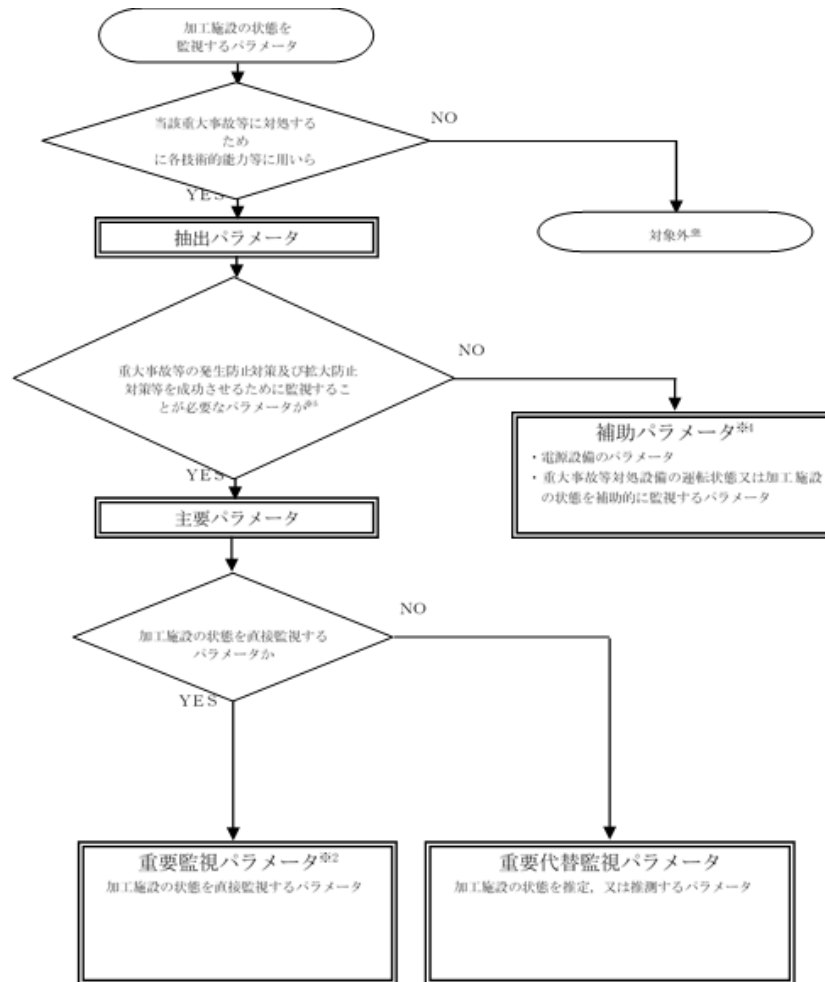 加工施設の状態を
監視するパラメータ
当該重大事故等に対処する
ため
に各技術的能力等に用いら
NO
YES
抽出パラメータ
対象外※
重大事故等の発生防止対策及び拡大防止
対策等を成功させるために監視するこ
とが必要なパラメータか
NO
YES
補助パラメータ※4
・電源設備のパラメータ
・重大事故等対処設備の運転状態又は加工施設
の状態を補助的に監視するパラメータ
主要パラメータ
加工施設の状態を直接監視する
パラメータか
NO
YES
重要監視パラメータ※2
加工施設の状態を直接監視するパラメータ
重要代替監視パラメータ
加工施設の状態を推定，又は推測するパラメータ